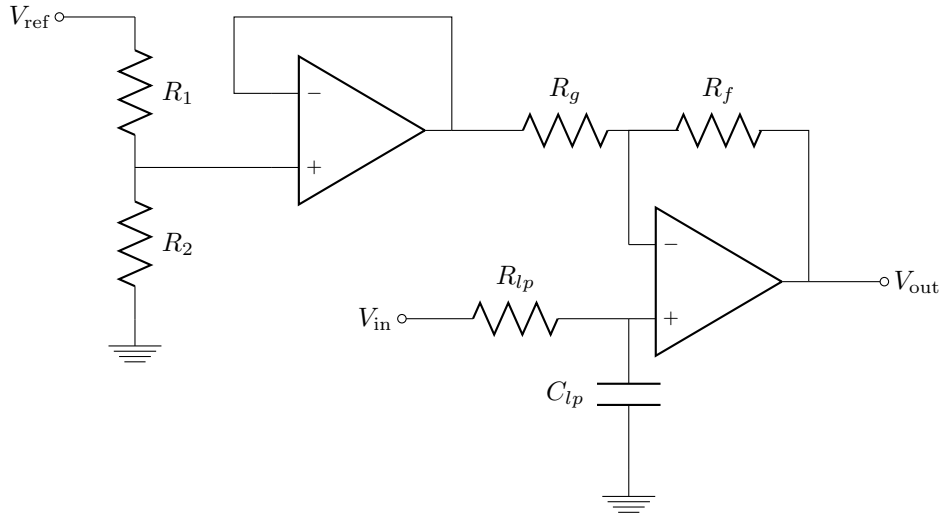 V_ref
R_1
−
+
R_2
R_g
R_f
−
+
V_out
R_lp
V_in
C_lp